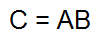 C = AB